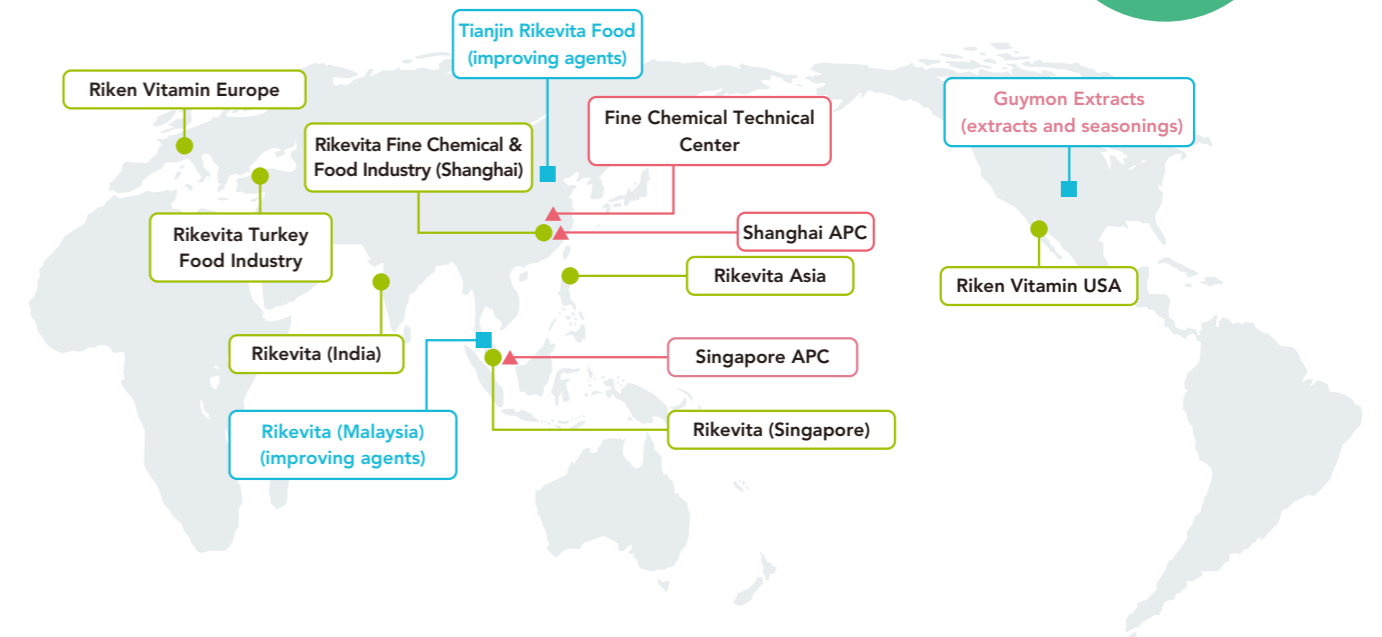 Tianjin Rikevita Food
(improving agents)
Riken Vitamin Europe
Guymon Extracts
(extracts and seasonings)
Fine Chemical Technical
Center
Rikevita Fine Chemical &
Food Industry (Shanghai)
Rikevita Turkey
Food Industry
Shanghai APC
Rikevita Asia
Riken Vitamin USA
Rikevita (India)
Singapore APC
Rikevita (Malaysia)
(improving agents)
Rikevita (Singapore)